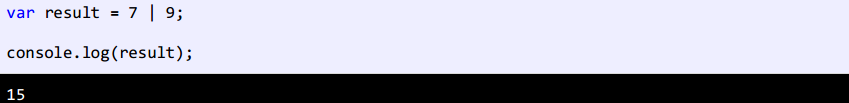 var result = 7 | 9;
console.log(result);
15